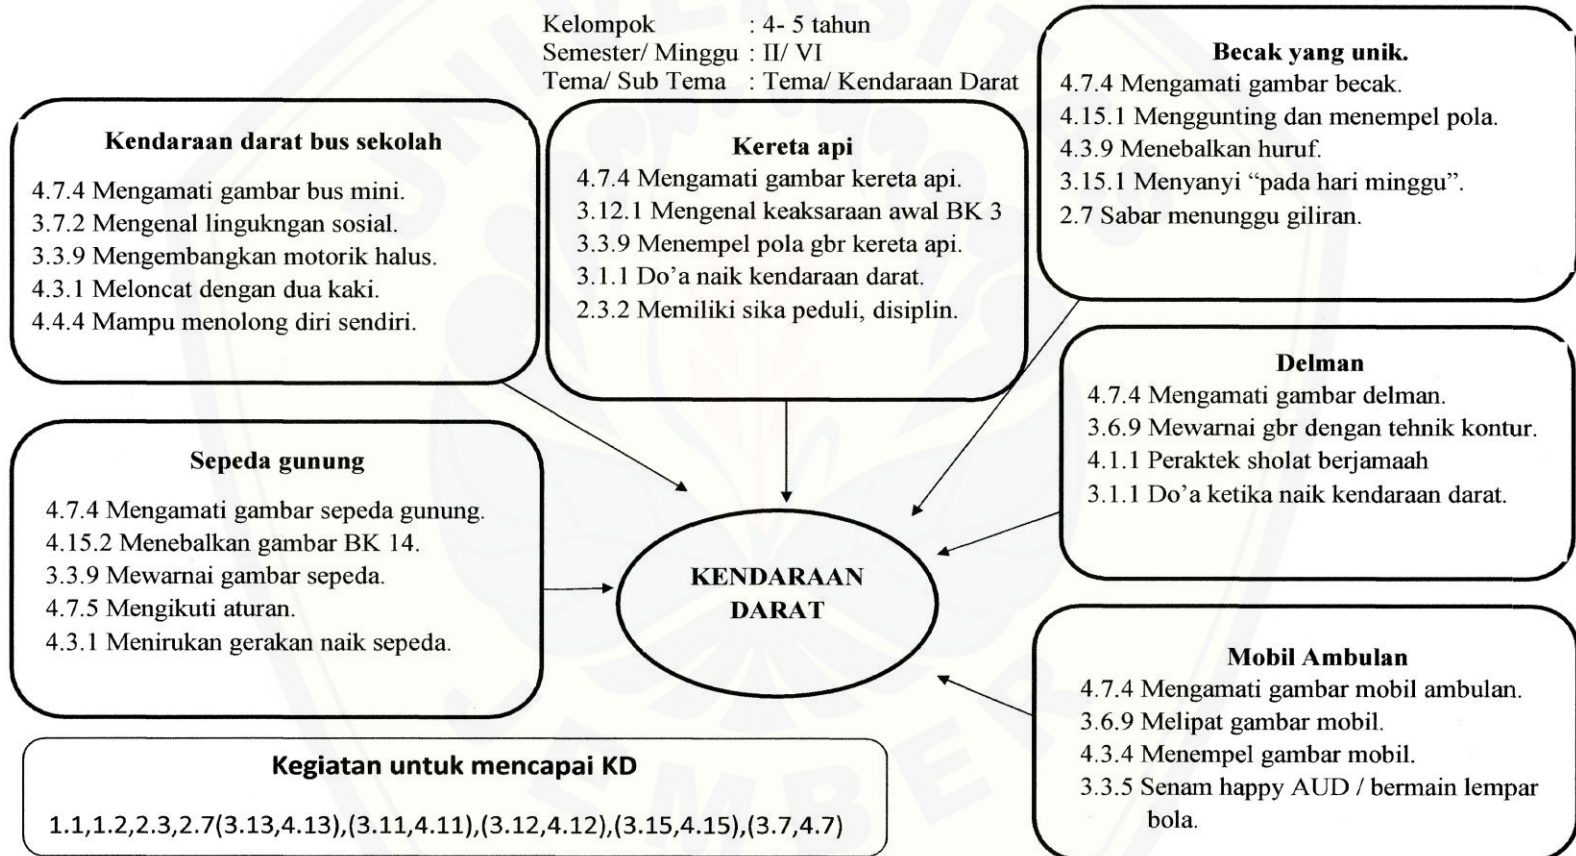 Kelompok : 4- 5 tahun
Semester/ Minggu : II/ VI
Tema/ Sub Tema : Tema/ Kendaraan Darat
Kendaraan darat bus sekolah
4.7.4 Mengamati gambar bus mini.
3.7.2 Mengenal lingukngan sosial.
3.3.9 Mengembangkan motorik halus.
4.3.1 Meloncat dengan dua kaki.
4.4.4 Mampu menolong diri sendiri.
Kereta api
4.7.4 Mengamati gambar kereta api.
3.12.1 Mengenal keaksaraan awal BK 3
3.3.9 Menempel pola gbr kereta api.
3.1.1 Do’a naik kendaraan darat.
2.3.2 Memiliki sika peduli, disiplin.
Becak yang unik.
4.7.4 Mengamati gambar becak.
4.15.1 Menggunting dan menempel pola.
4.3.9 Menebalkan huruf.
3.15.1 Menyanyi “pada hari minggu”.
2.7 Sabar menunggu giliran.
Sepeda gunung
4.7.4 Mengamati gambar sepeda gunung.
4.15.2 Menebalkan gambar BK 14.
3.3.9 Mewarnai gambar sepeda.
4.7.5 Mengikuti aturan.
4.3.1 Menirukan gerakan naik sepeda.
KENDARAAN
DARAT
Delman
4.7.4 Mengamati gambar delman.
3.6.9 Mewarnai gbr dengan tehnik kontur.
4.1.1 Peraktek sholat berjamaah
3.1.1 Do’a ketika naik kendaraan darat.
Mobil Ambulan
4.7.4 Mengamati gambar mobil ambulan.
3.6.9 Melipat gambar mobil.
4.3.4 Menempel gambar mobil.
3.3.5 Senam happy AUD / bermain lempar
bola.
Kegiatan untuk mencapai KD
1.1,1.2,2.3,2.7(3.13,4.13),(3.11,4.11),(3.12,4.12),(3.15,4.15),(3.7,4.7)
UNIVERSITAS
JEMBER